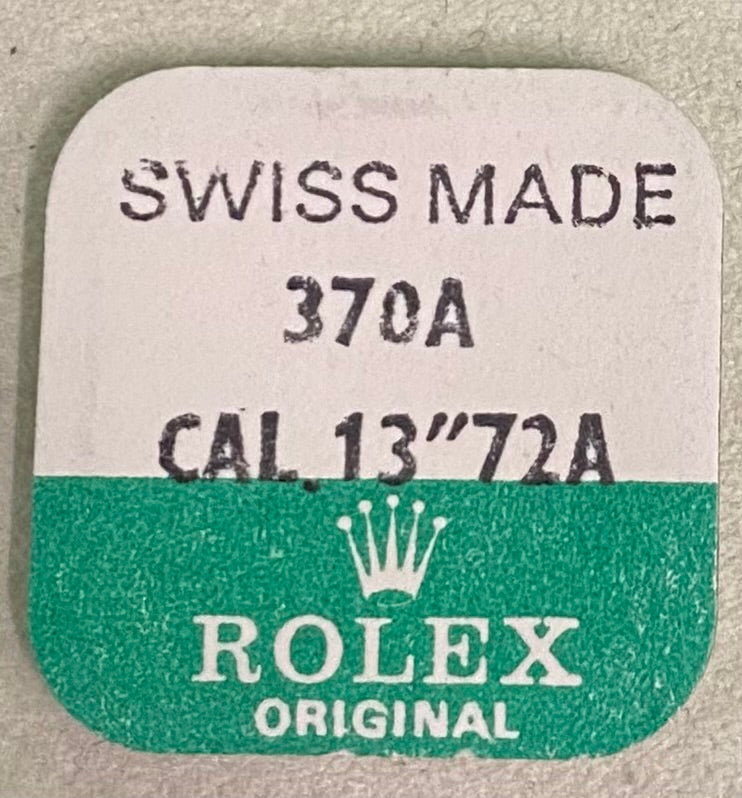 SWISS MADE
370A
CAL.13″72A
ROLEX
ORIGINAL